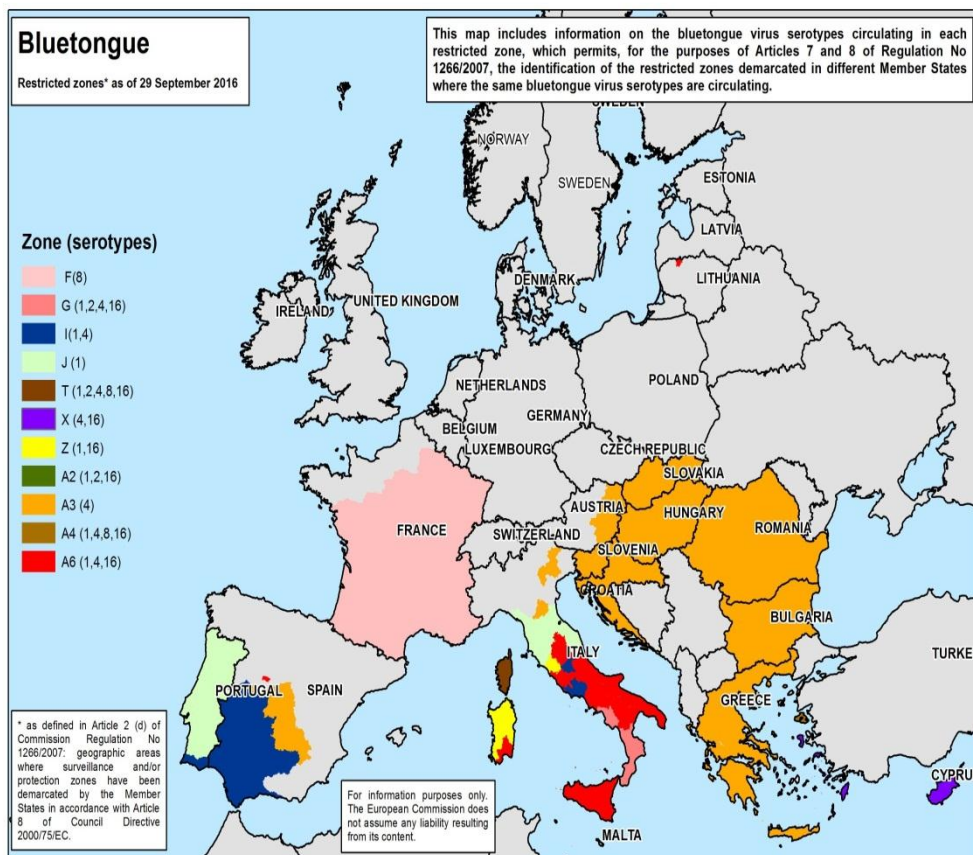 Bluetongue
Restricted zones* as of 29 September 2016
This map includes information on the bluetongue virus serotypes circulating in each
restricted zone, which permits, for the purposes of Articles 7 and 8 of Regulation No
1266/2007, the identification of the restricted zones demarcated in different Member States
where the same bluetongue virus serotypes are circulating.
SWEDEN
NORWAY
SWEDEN
ESTONIA
LATVIA
LITHUANIA
DENMARK
UNITED KINGDOM
IRELAND
NETHERLANDS
POLAND
GERMANY
BELGIUM
LUXEMBOURG
CZECH REPUBLIC
SLOVAKIA
AUSTRIA
HUNGARY
FRANCE
SWITZERLAND
ROMANIA
SLOVENIA
CROATIA
BULGARIA
ITALY
TURKE
PORTUGAL
SPAIN
GREECE
CYPRU
MALTA
Zone (serotypes)
F(8)
G (1,2,4,16)
I(1,4)
J (1)
T (1,2,4,8,16)
X (4,16)
Z (1,16)
A2 (1,2,16)
A3 (4)
A4 (1,4,8,16)
A6 (1,4,16)
* as defined in Article 2 (d) of
Commission Regulation No
1266/2007: geographic areas
where surveillance and/or
protection zones have been
demarcated by the Member
States in accordance with Article
8 of Council Directive
2000/75/EC.
For information purposes only.
The European Commission does
not assume any liability resulting
from its content.